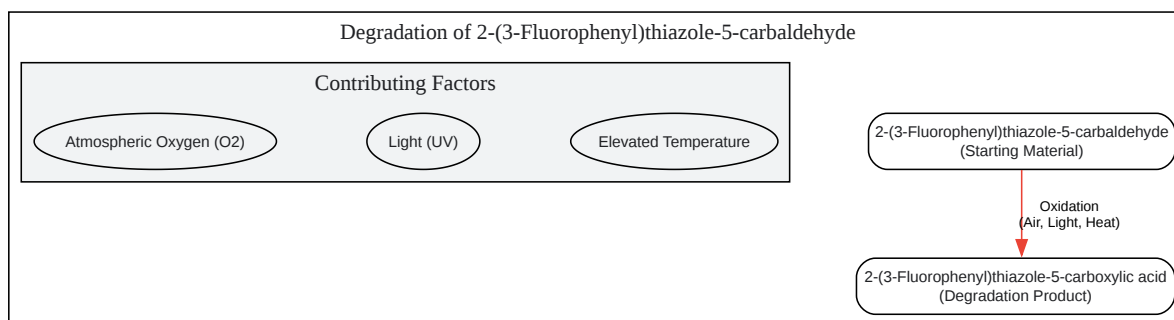 Degradation of 2-(3-Fluorophenyl)thiazole-5-carbaldehyde
Contributing Factors
Atmospheric Oxygen (O2)
Light (UV)
Elevated Temperature
2-(3-Fluorophenyl)thiazole-5-carbaldehyde
(Starting Material)
Oxidation
(Air, Light, Heat)
2-(3-Fluorophenyl)thiazole-5-carboxylic acid
(Degradation Product)